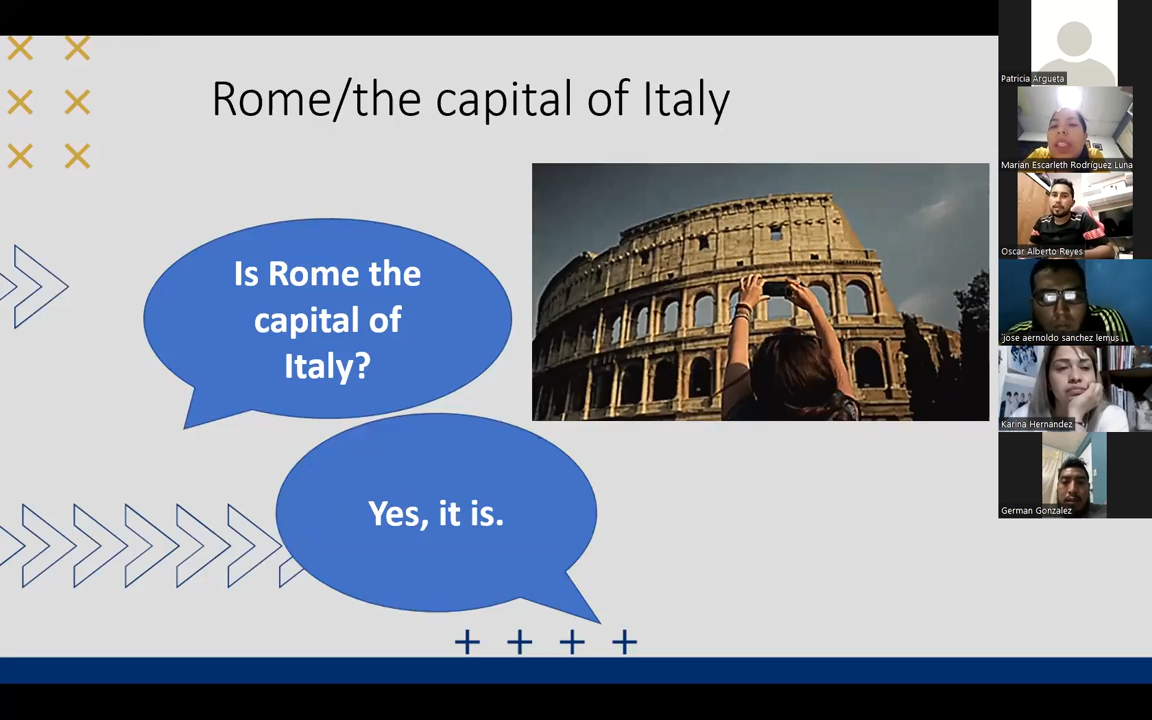 Rome/the capital of Italy
Is Rome the
capital of
Italy?
Yes, it is.
Patricia Argueta
Marian Escarleth Rodriguez Luna
Oscar Alberto Reyes
jose aernoldo sanchez lemus
Karina Hernandez
German Gonzalez